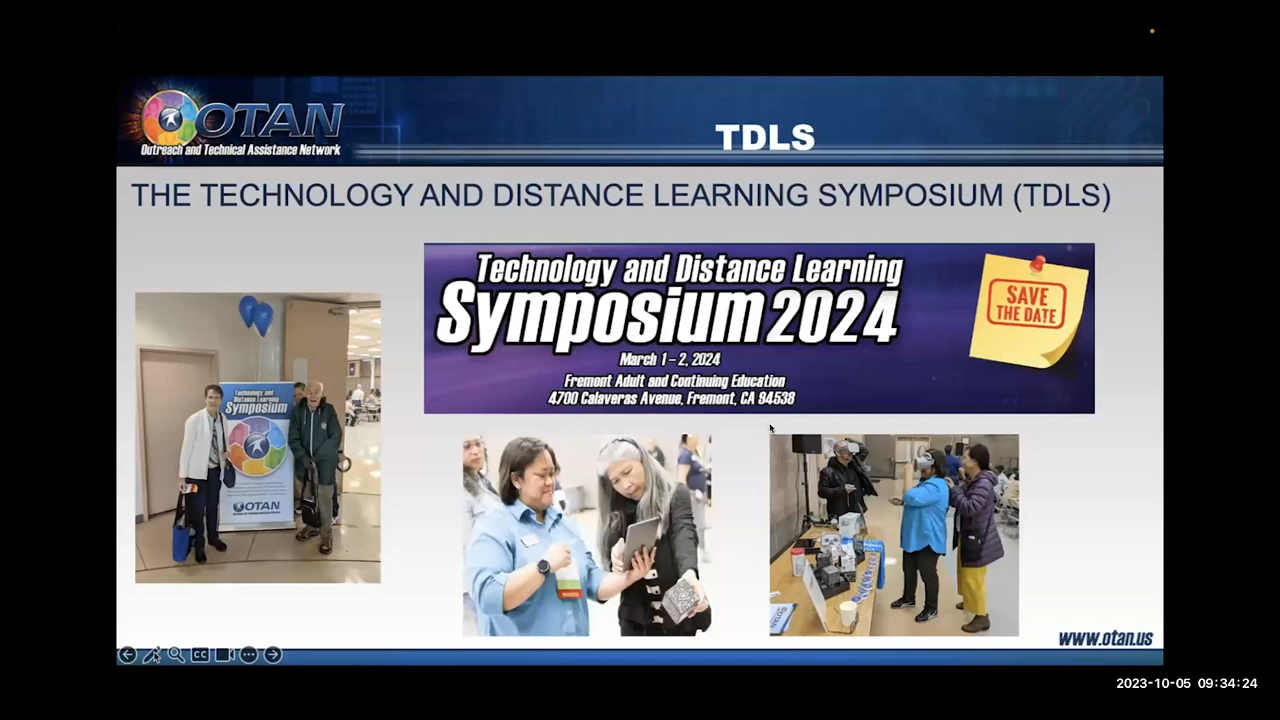 OTAN
Outreach and Technical Assistance Network
TDLS
THE TECHNOLOGY AND DISTANCE LEARNING SYMPOSIUM (TDLS)
Technology and Distance Learning
Symposium 2024
March 1 – 2, 2024
Fremont Adult and Continuing Education
4700 Calaveras Avenue, Fremont, CA 94538
SAVE
THE DATE
Technology and
Distance Learning
Symposium
OTAN
OTAN
www.otan.us
CC
2023-10-05 09:34:24